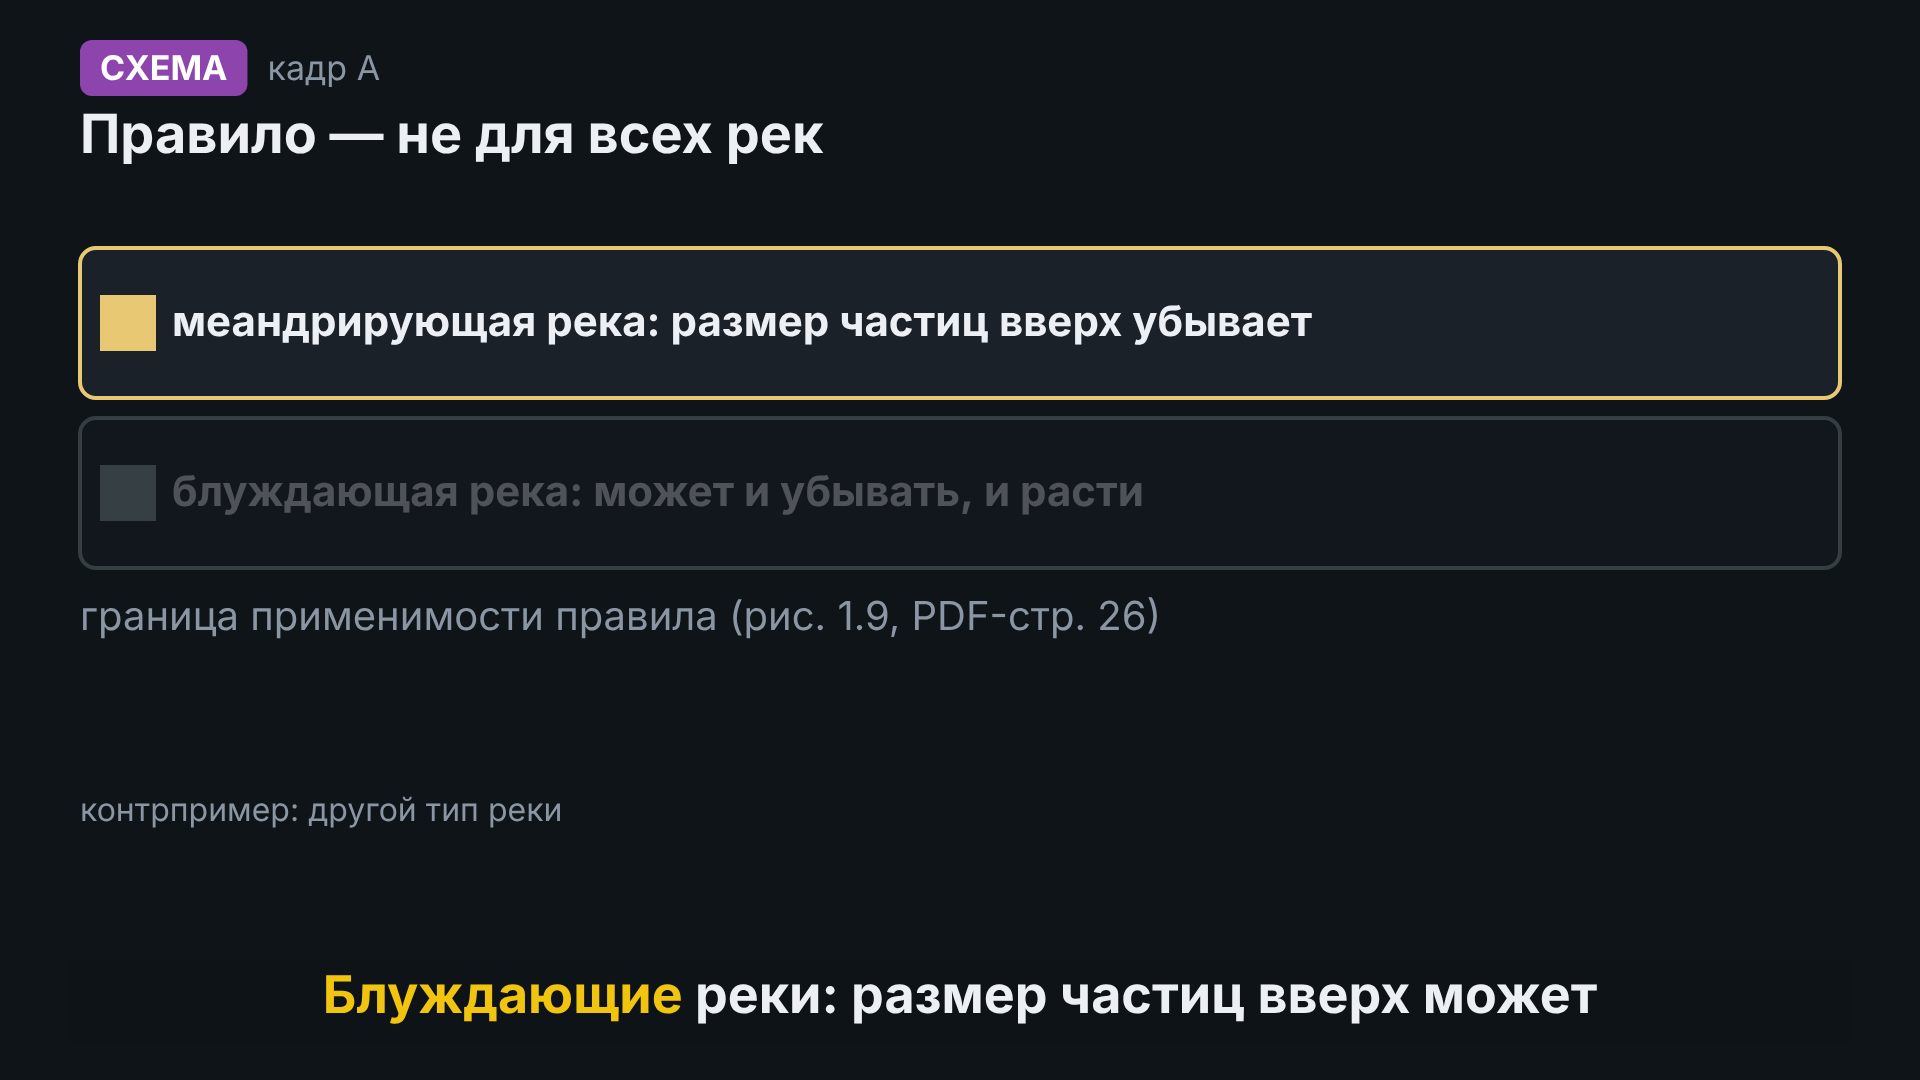 СХЕМА кадр А
Правило — не для всех рек
меандрирующая река: размер частиц вверх убывает
блуждающая река: может и убывать, и расти
граница применимости правила (рис. 1.9, PDF-стр. 26)
контрпример: другой тип реки
Блуждающие реки: размер частиц вверх может